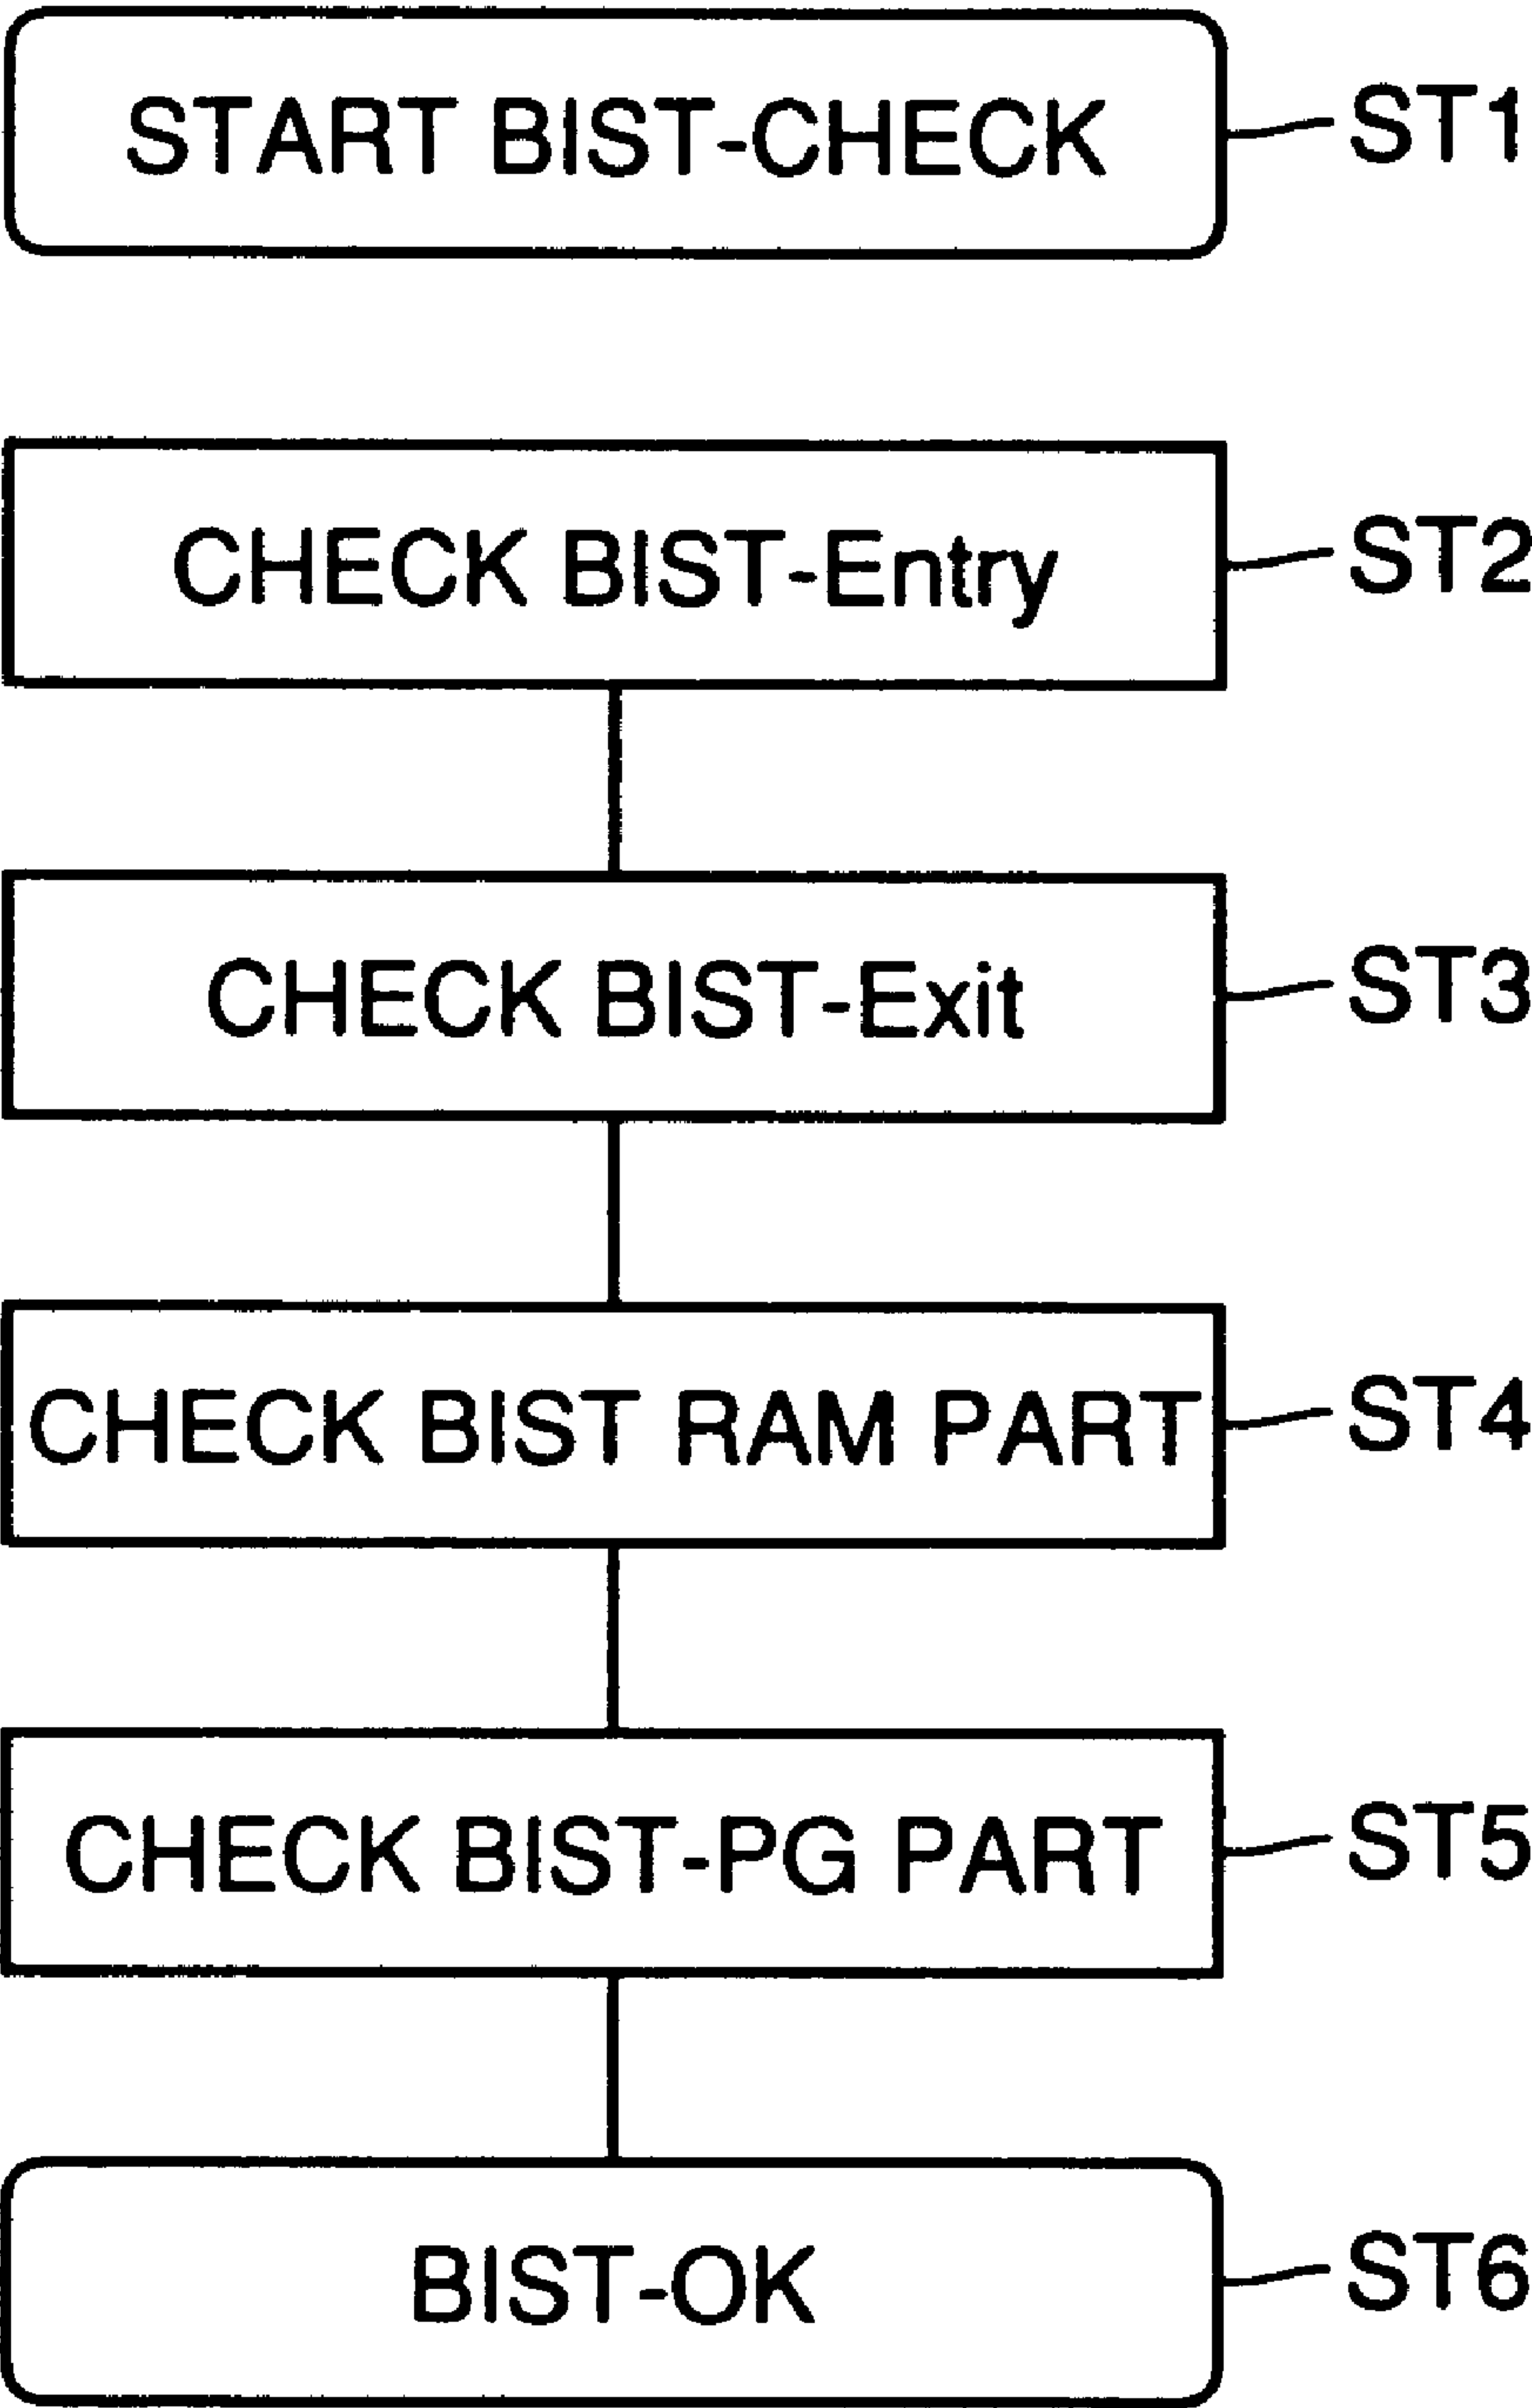 START BIST-CHECK ST1
CHECK BIST-Entry ST2
CHECK BIST-Exit ST3
CHECK BIST RAM PART ST4
CHECK BIST-PG PART ST5
BIST-OK ST6